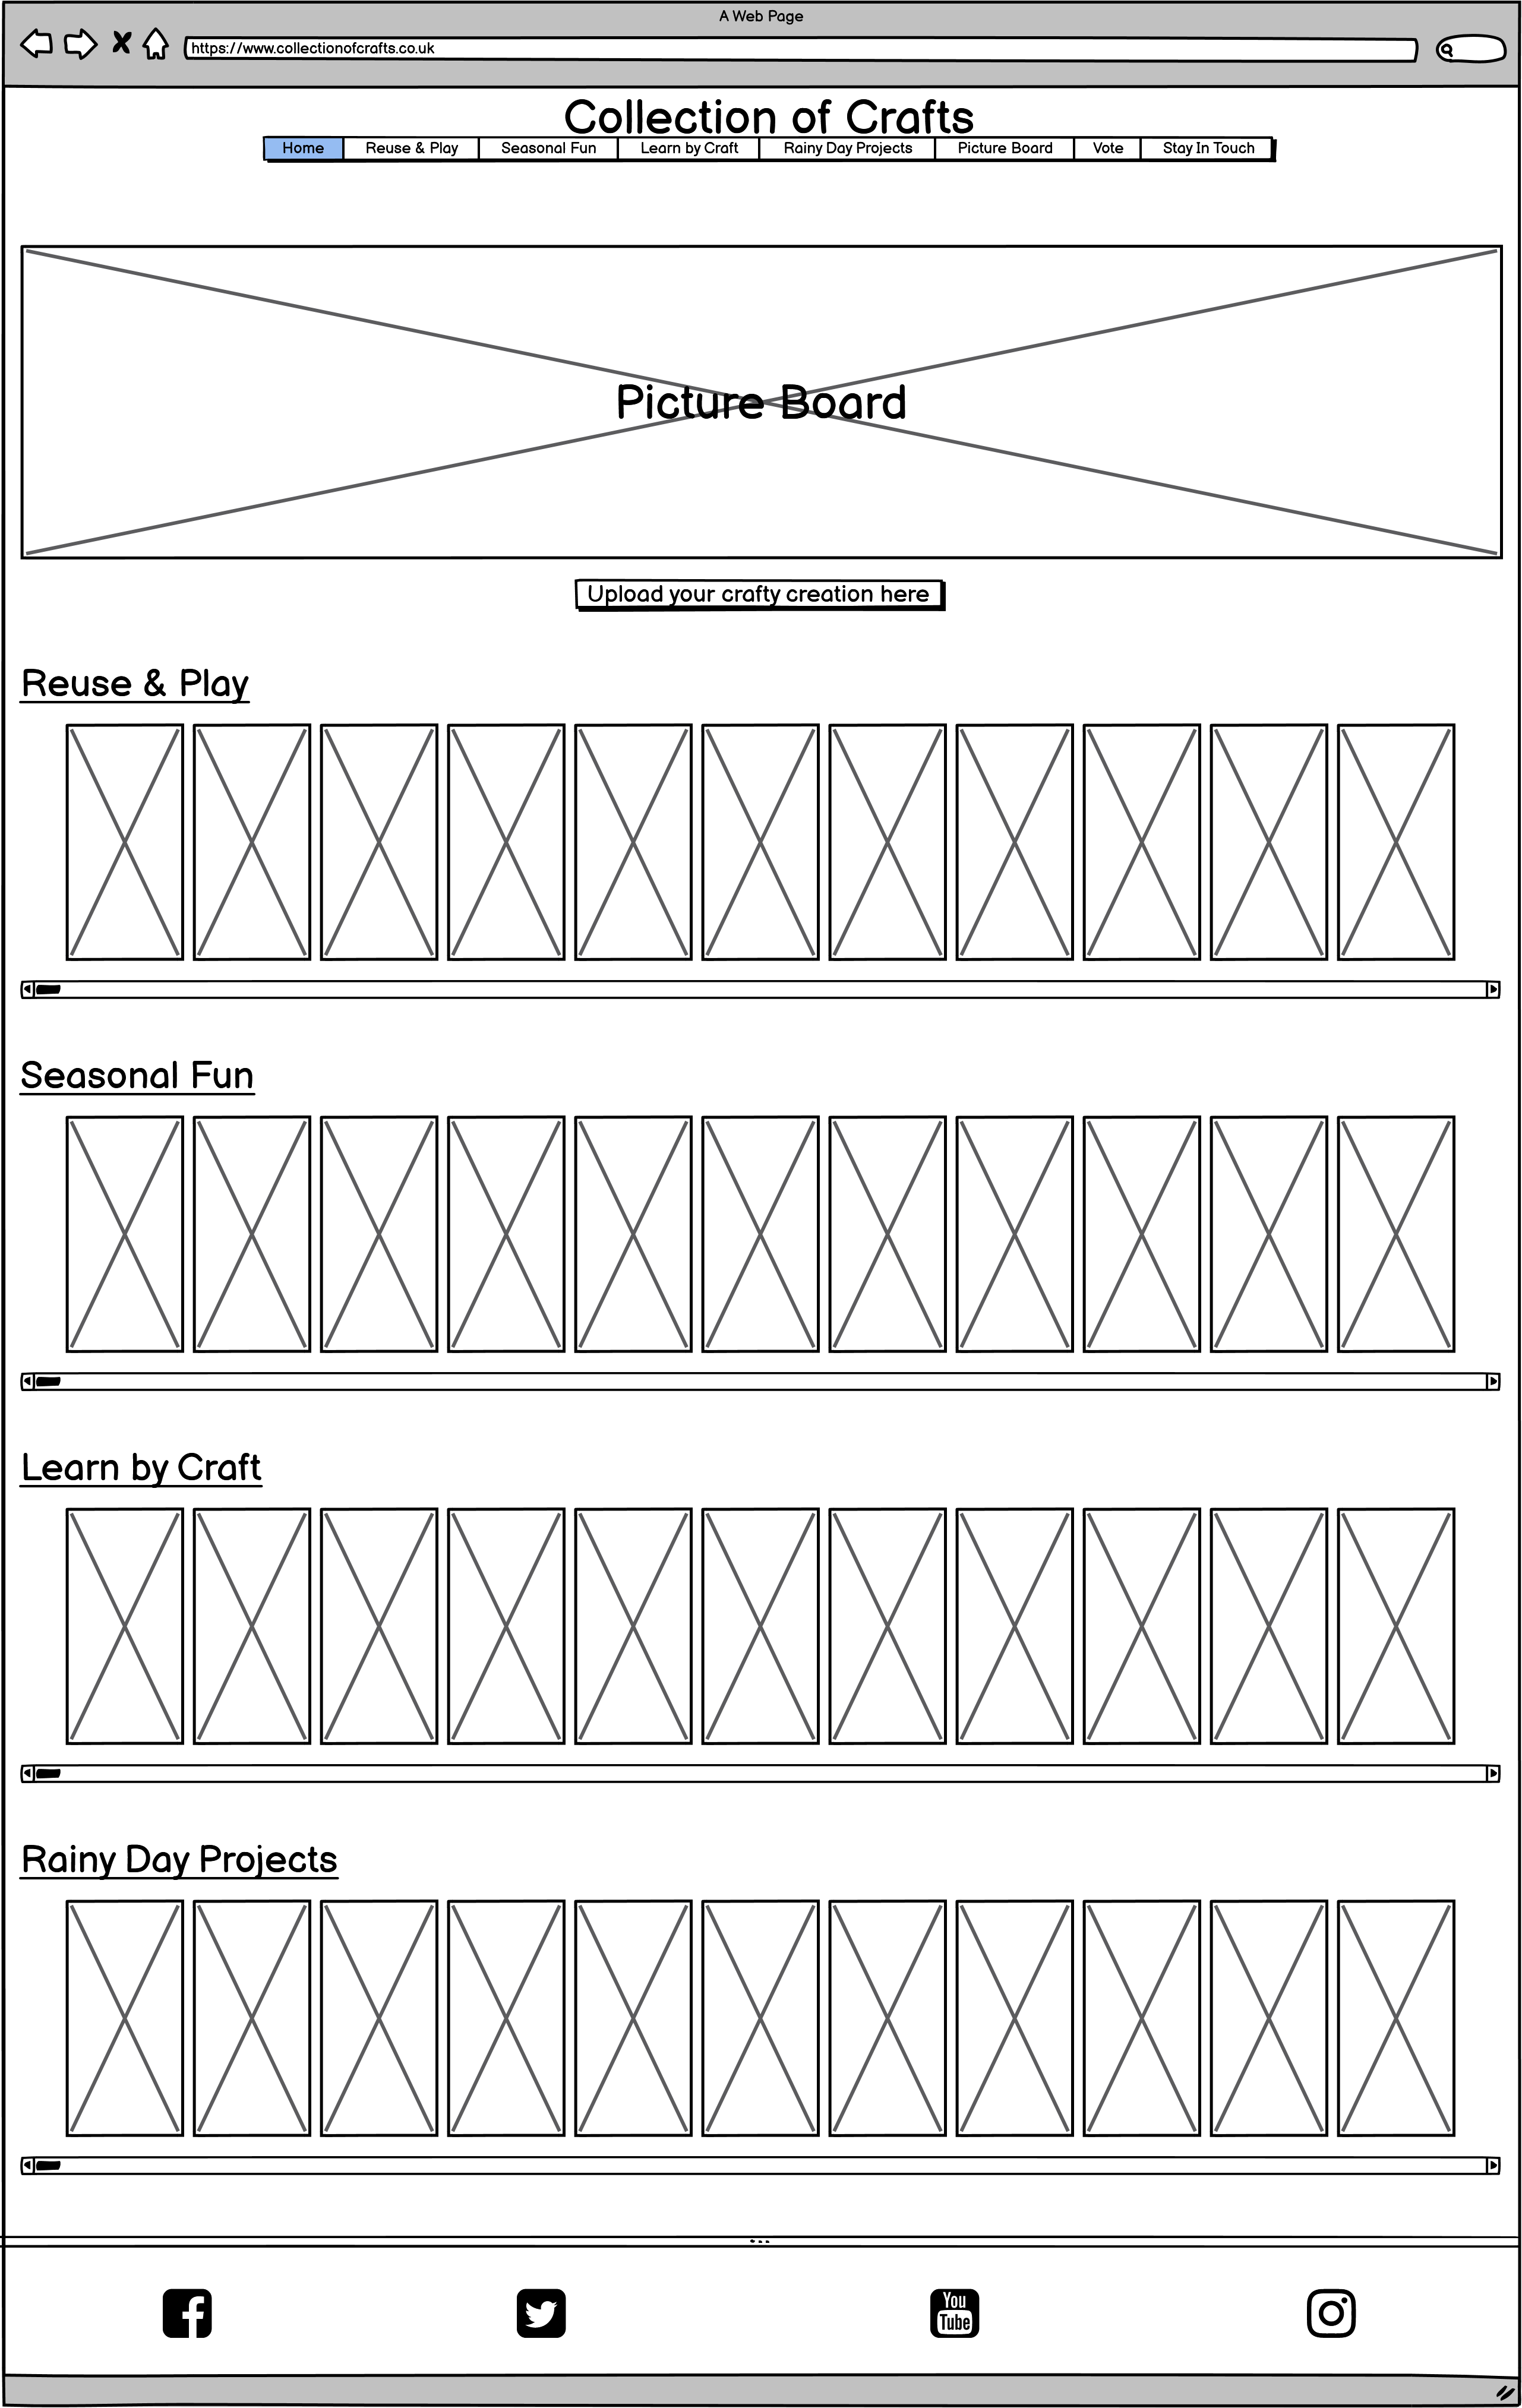 A Web Page
https://www.collectionofcrafts.co.uk
Collection of Crafts
Home Reuse & Play Seasonal Fun Learn by Craft Rainy Day Projects Picture Board Vote Stay In Touch
Picture Board
Upload your crafty creation here
Reuse & Play
Seasonal Fun
Learn by Craft
Rainy Day Projects
You
Tube